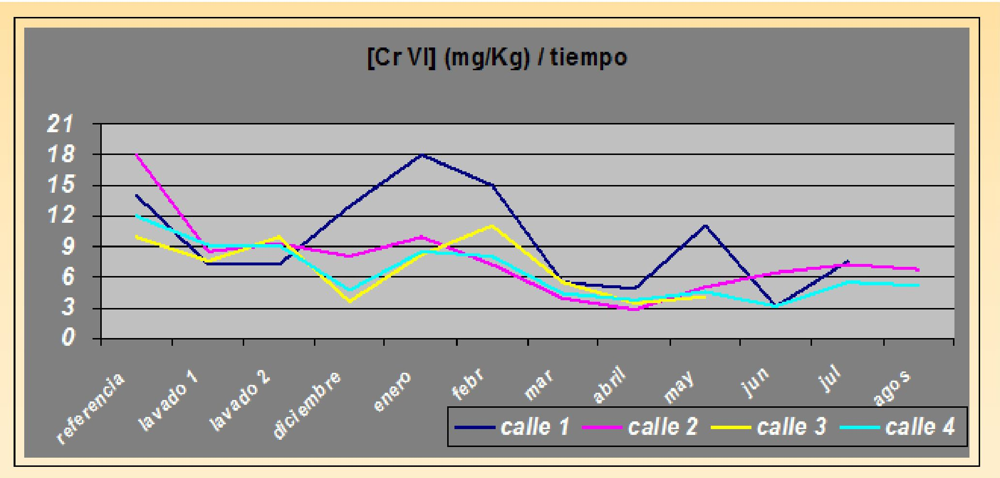 [Cr VI] (mg/Kg) / tiempo
21
18
15
12
9
6
3
0
referencia
lavado 1
lavado 2
diciembre
enero
febr
mar
abril
may
jun
jul
agos
calle 1
calle 2
calle 3
calle 4